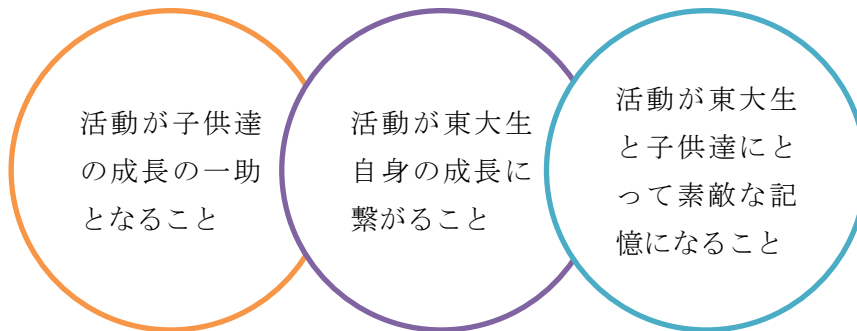 活動が子供達
の成長の一助
となること
活動が東大生
自身の成長に
繋がること
活動が東大生
と子供達にと
って素敵な記
憶になること